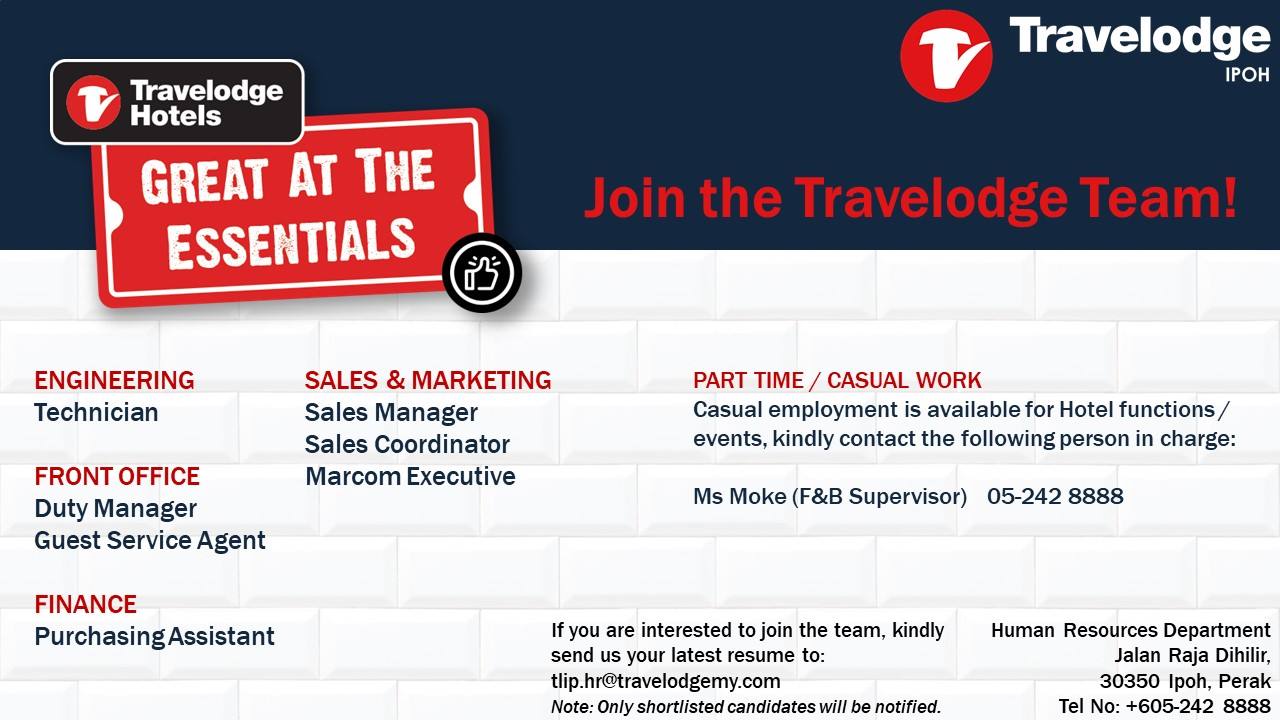 Travelodge
IPOH
Travelodge
Hotels
GREAT AT THE
ESSENTIALS
Join the Travelodge Team!
ENGINEERING
Technician
FRONT OFFICE
Duty Manager
Guest Service Agent
FINANCE
Purchasing Assistant
SALES & MARKETING
Sales Manager
Sales Coordinator
Marcom Executive
PART TIME / CASUAL WORK
Casual employment is available for Hotel functions /
events, kindly contact the following person in charge:
Ms Moke (F&B Supervisor) 05-242 8888
If you are interested to join the team, kindly
send us your latest resume to:
tlip.hr@travelodgemy.com
Note: Only shortlisted candidates will be notified.
Human Resources Department
Jalan Raja Dihilir,
30350 Ipoh, Perak
Tel No: +605-242 8888